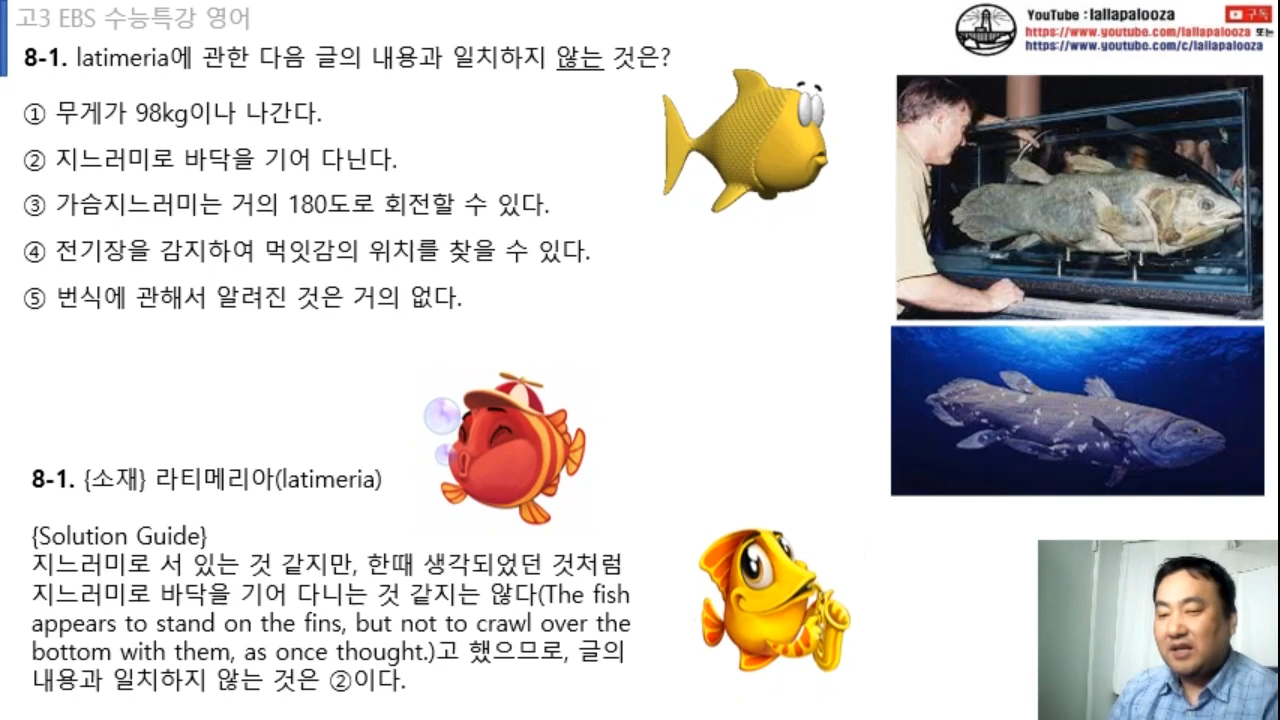 고3 EBS 수능특강 영어
YouTube : lallapalooza
구독
https://www.youtube.com/lallapalooza 또는
https://www.youtube.com/c/lallapalooza
8-1. latimeria에 관한 다음 글의 내용과 일치하지 않는 것은?
① 무게가 98kg이나 나간다.
② 지느러미로 바닥을 기어 다닌다.
③ 가슴지느러미는 거의 180도로 회전할 수 있다.
④ 전기장을 감지하여 먹잇감의 위치를 찾을 수 있다.
⑤ 번식에 관해서 알려진 것은 거의 없다.
8-1. {소재} 라티메리아(latimeria)
{Solution Guide}
지느러미로 서 있는 것 같지만, 한때 생각되었던 것처럼
지느러미로 바닥을 기어 다니는 것 같지는 않다(The fish
appears to stand on the fins, but not to crawl over the
bottom with them, as once thought.)고 했으므로, 글의
내용과 일치하지 않는 것은 ②이다.